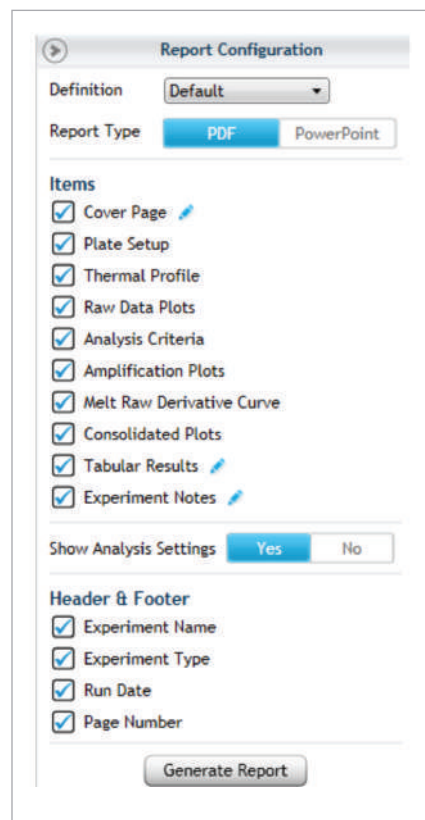 Report Configuration
Definition Default
Report Type PDF PowerPoint
Items
Cover Page
Plate Setup
Thermal Profile
Raw Data Plots
Analysis Criteria
Amplification Plots
Melt Raw Derivative Curve
Consolidated Plots
Tabular Results
Experiment Notes
Show Analysis Settings Yes No
Header & Footer
Experiment Name
Experiment Type
Run Date
Page Number
Generate Report